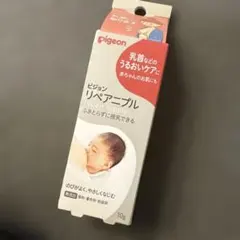 pigeon
乳首などの
うるおいケアに
赤ちゃんのお肌にも
ピジョン
リペアニプル
ふきとらずに授乳できる
のびがよく、やさしくなじむ
10g